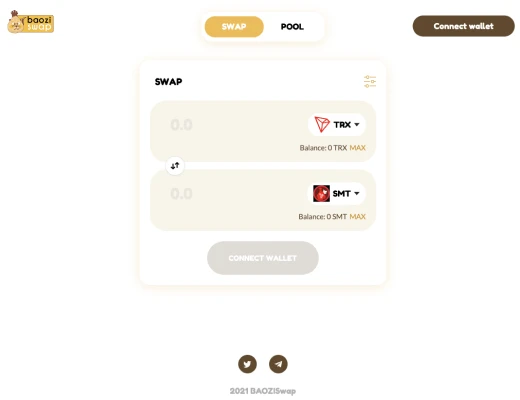 baozi
swap
SWAP
POOL
Connect wallet
SWAP
0.0
TRX
Balance: 0 TRX MAX
0.0
SMT
Balance: 0 SMT MAX
CONNECT WALLET
2021 BAOZISwap